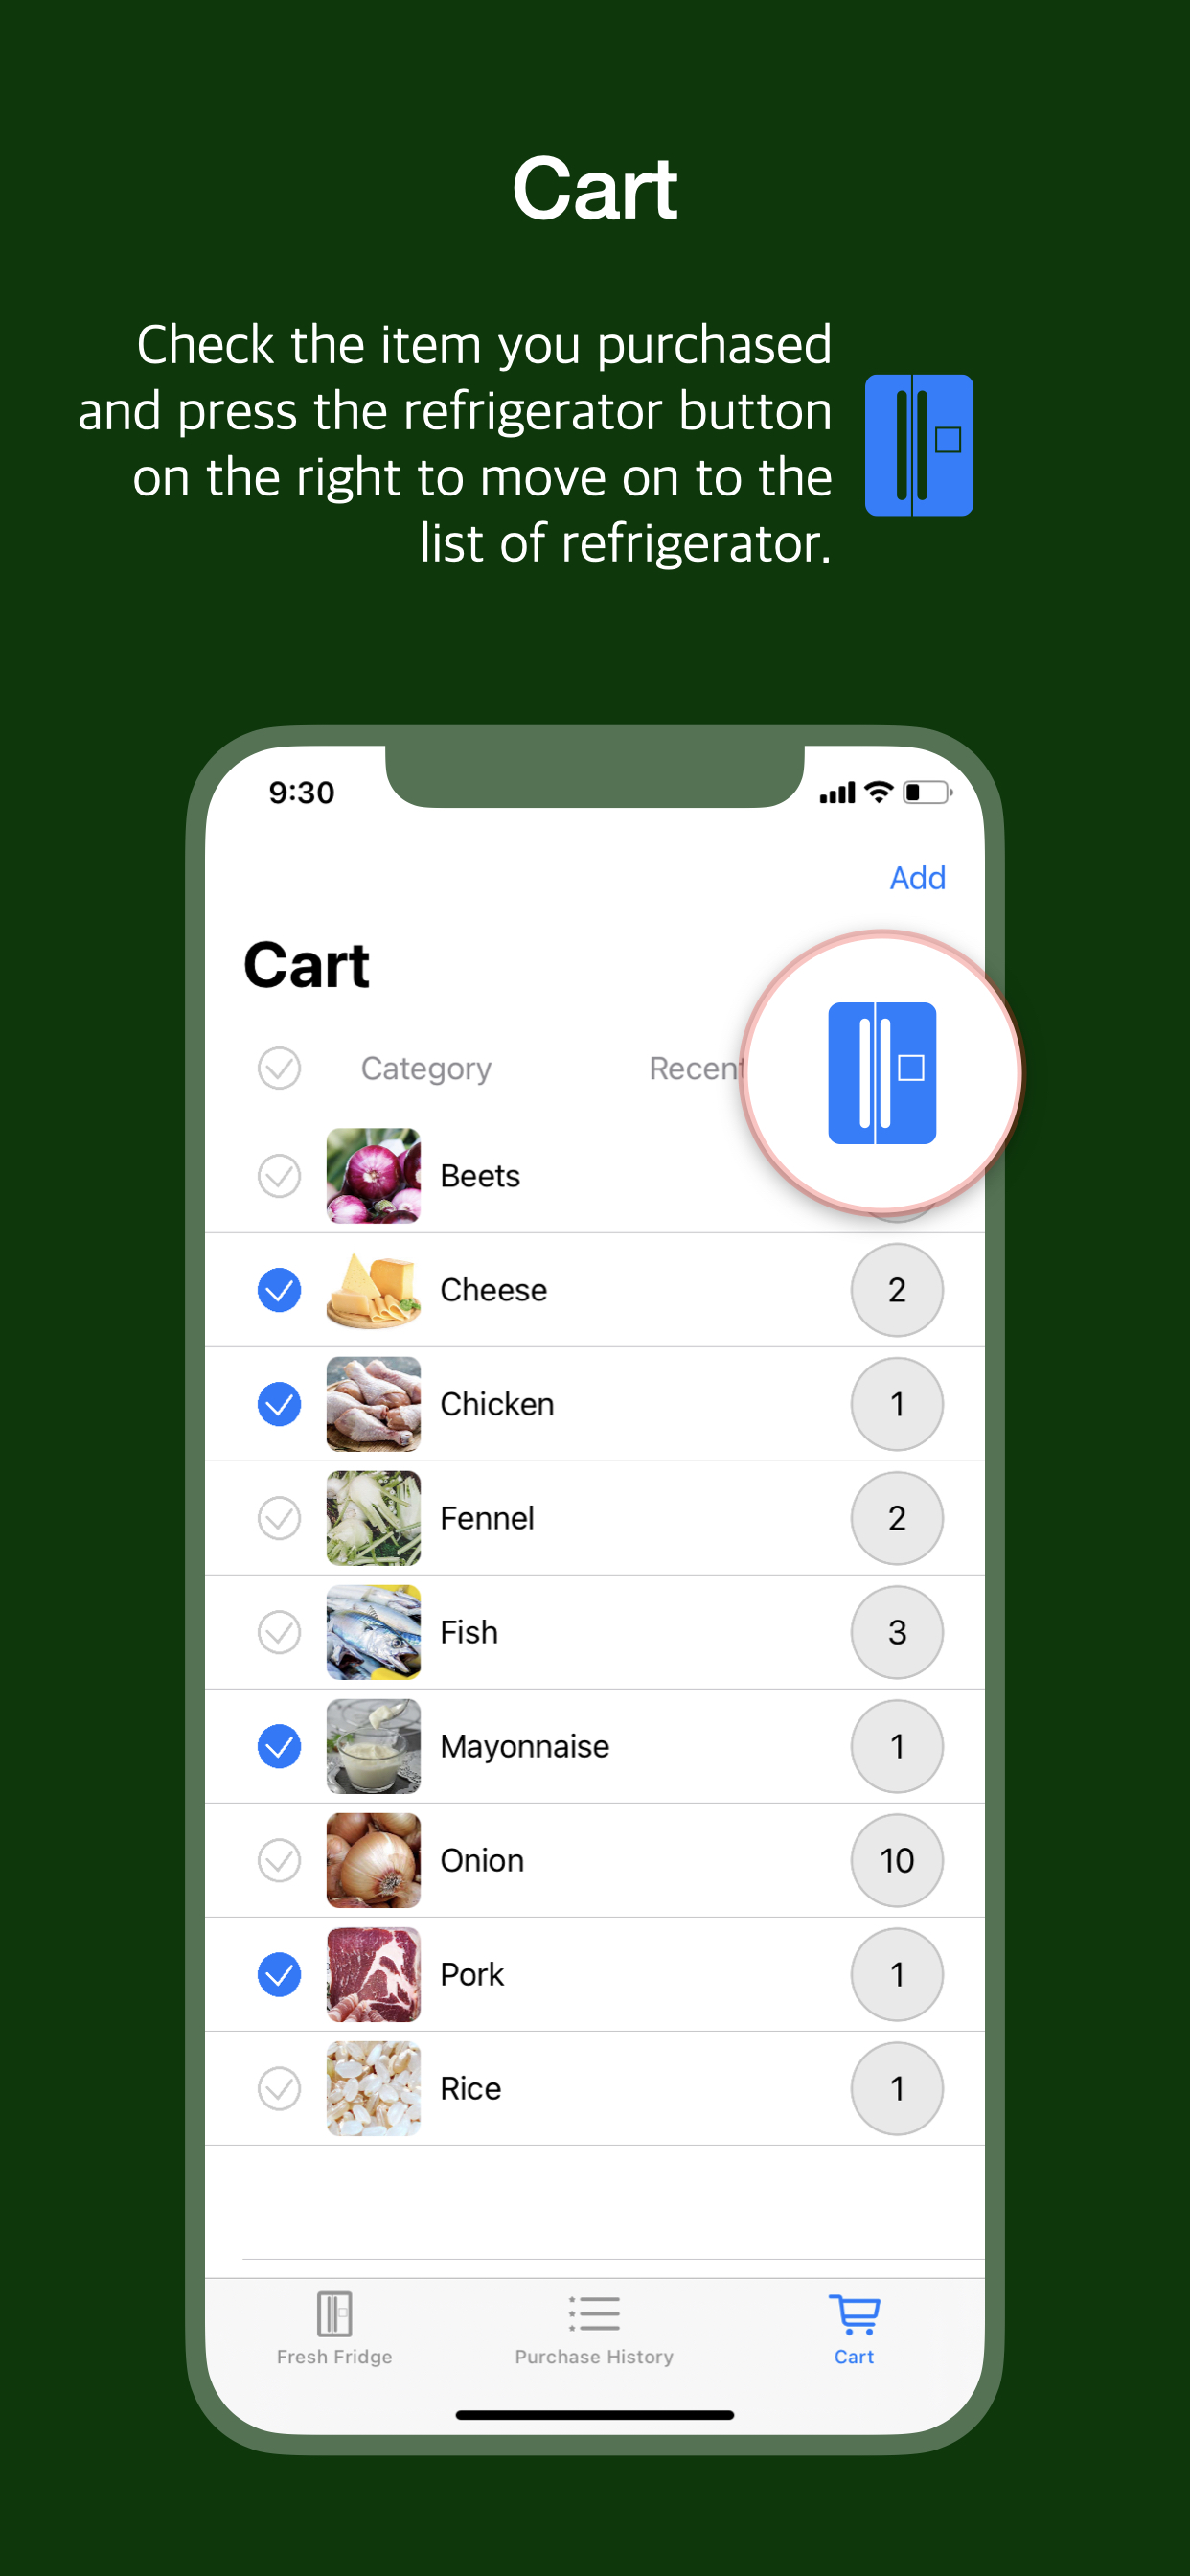 Cart
Check the item you purchased
and press the refrigerator button
on the right to move on to the
list of refrigerator.
9:30
Add
Cart
Category
Recent
Beets
Cheese
2
Chicken
1
Fennel
2
Fish
3
Mayonnaise
1
Onion
10
Pork
1
Rice
1
Fresh Fridge
Purchase History
Cart